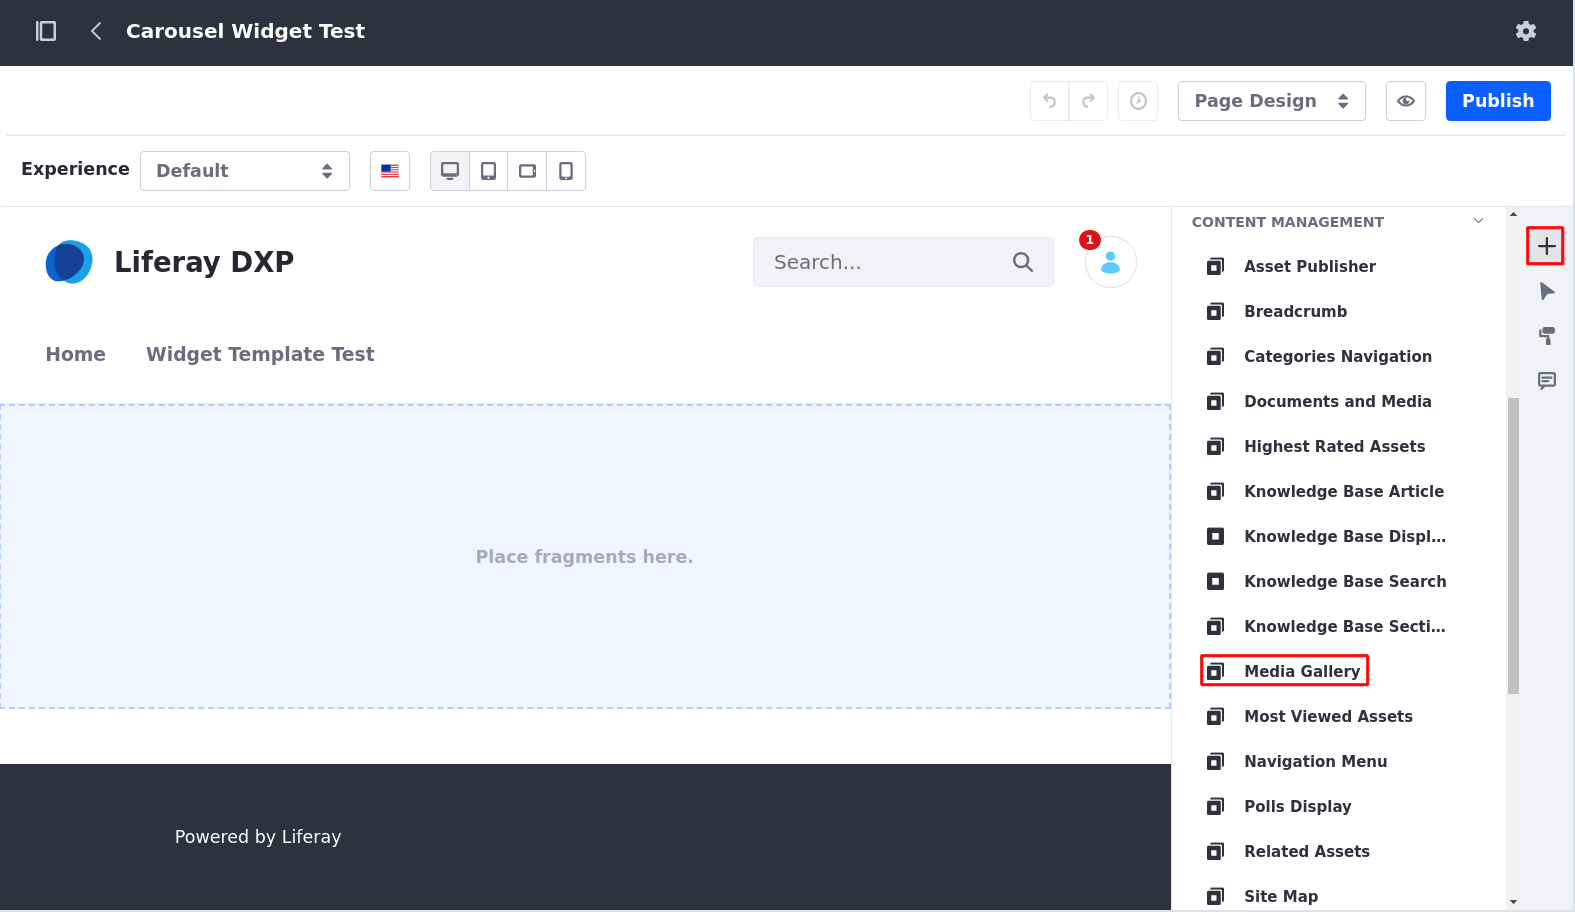 Carousel Widget Test
Page Design
Publish
Experience
Default
Liferay DXP
Search...
1
Home
Widget Template Test
Place fragments here.
Powered by Liferay
CONTENT MANAGEMENT
Asset Publisher
Breadcrumb
Categories Navigation
Documents and Media
Highest Rated Assets
Knowledge Base Article
Knowledge Base Displ...
Knowledge Base Search
Knowledge Base Secti...
Media Gallery
Most Viewed Assets
Navigation Menu
Polls Display
Related Assets
Site Map